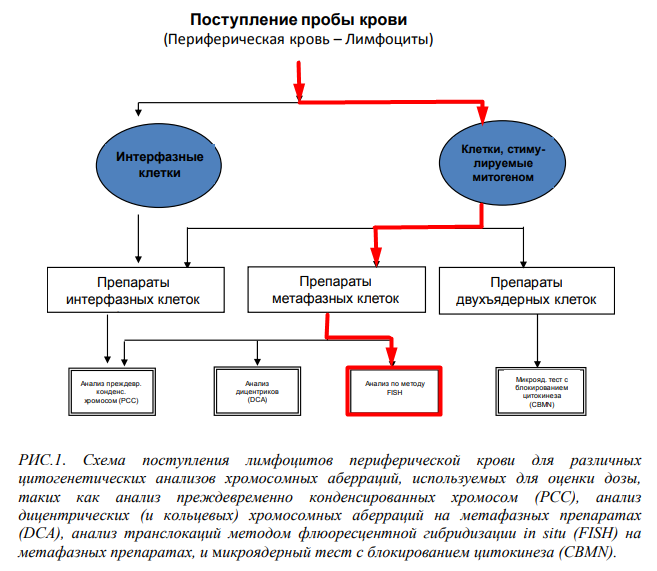 Поступление пробы крови
(Периферическая кровь – Лимфоциты)
Интерфазные
клетки
Клетки, стиму-
лируемые
митогеном
Препараты
интерфазных клеток
Препараты
метафазных клеток
Препараты
двухъядерных клеток
Анализ преждевр.
конденс.
хромосом (PCC)
Анализ
дицентриков
(DCA)
Анализ по методу
FISH
Микрояд. тест с
блокированием
цитокинеза
(CBMN)
РИС.1. Схема поступления лимфоцитов периферической крови для различных
цитогенетических анализов хромосомных аберраций, используемых для оценки дозы,
таких как анализ преждевременно конденсированных хромосом (PCC), анализ
дицентрических (и кольцевых) хромосомных аберраций на метафазных препаратах
(DCA), анализ транслокаций методом флюоресцентной гибридизации in situ (FISH) на
метафазных препаратах, и микроядерный тест с блокированием цитокинеза (CBMN).